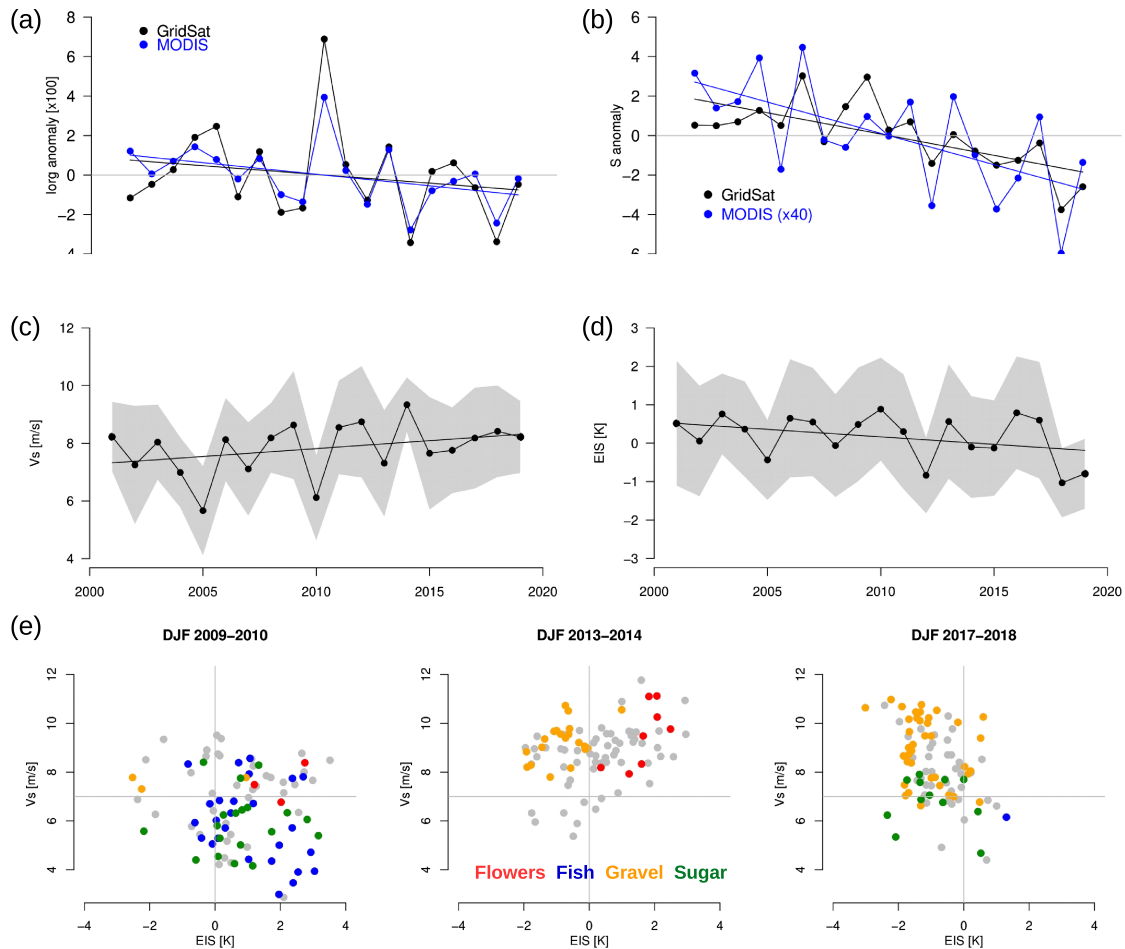 (a)
8
6
4
2
0
−2
4
Iorg anomaly [x100]
GridSat
MODIS
(b)
6
4
2
0
−2
−4
6
S anomaly
GridSat
MODIS (x40)
(c)
12
10
8
6
4
Vs [m/s]
2000 2005 2010 2015 2020
(d)
3
2
1
0
−1
−2
−3
EIS [K]
2000 2005 2010 2015 2020
(e)
DJF 2009−2010
12
10
8
6
4
Vs [m/s]
−4 −2 0 2 4
EIS [K]
DJF 2013−2014
12
10
8
6
4
Vs [m/s]
Flowers Fish Gravel Sugar
−4 −2 0 2 4
EIS [K]
DJF 2017−2018
12
10
8
6
4
Vs [m/s]
−4 −2 0 2 4
EIS [K]